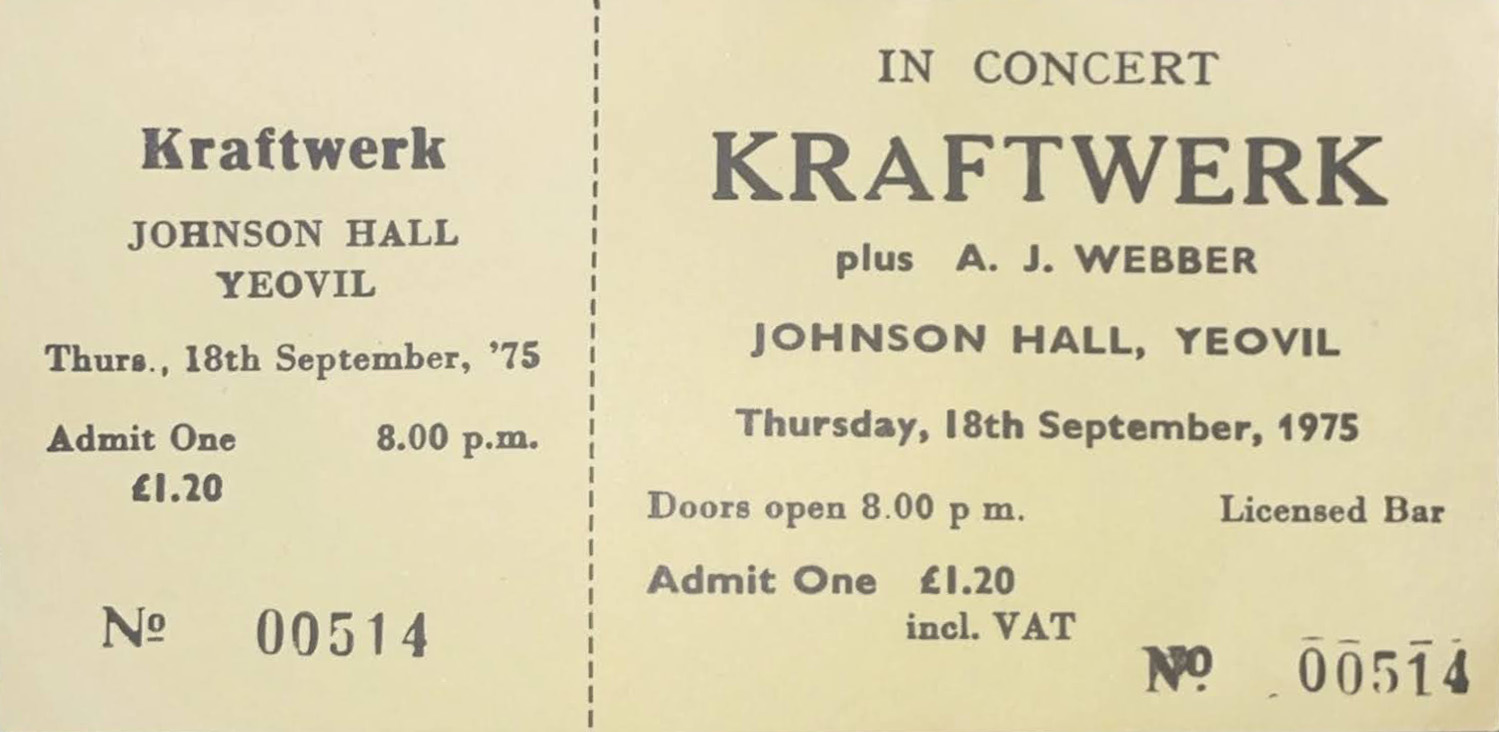 Kraftwerk
JOHNSON HALL
YEOVIL
Thurs., 18th September, '75
Admit One 8.00 p.m.
£1.20
Nº 00514
IN CONCERT
KRAFTWERK
plus A. J. WEBBER
JOHNSON HALL, YEOVIL
Thursday, 18th September, 1975
Doors open 8.00 p m. Licensed Bar
Admit One £1.20
incl. VAT
Nº. 00514